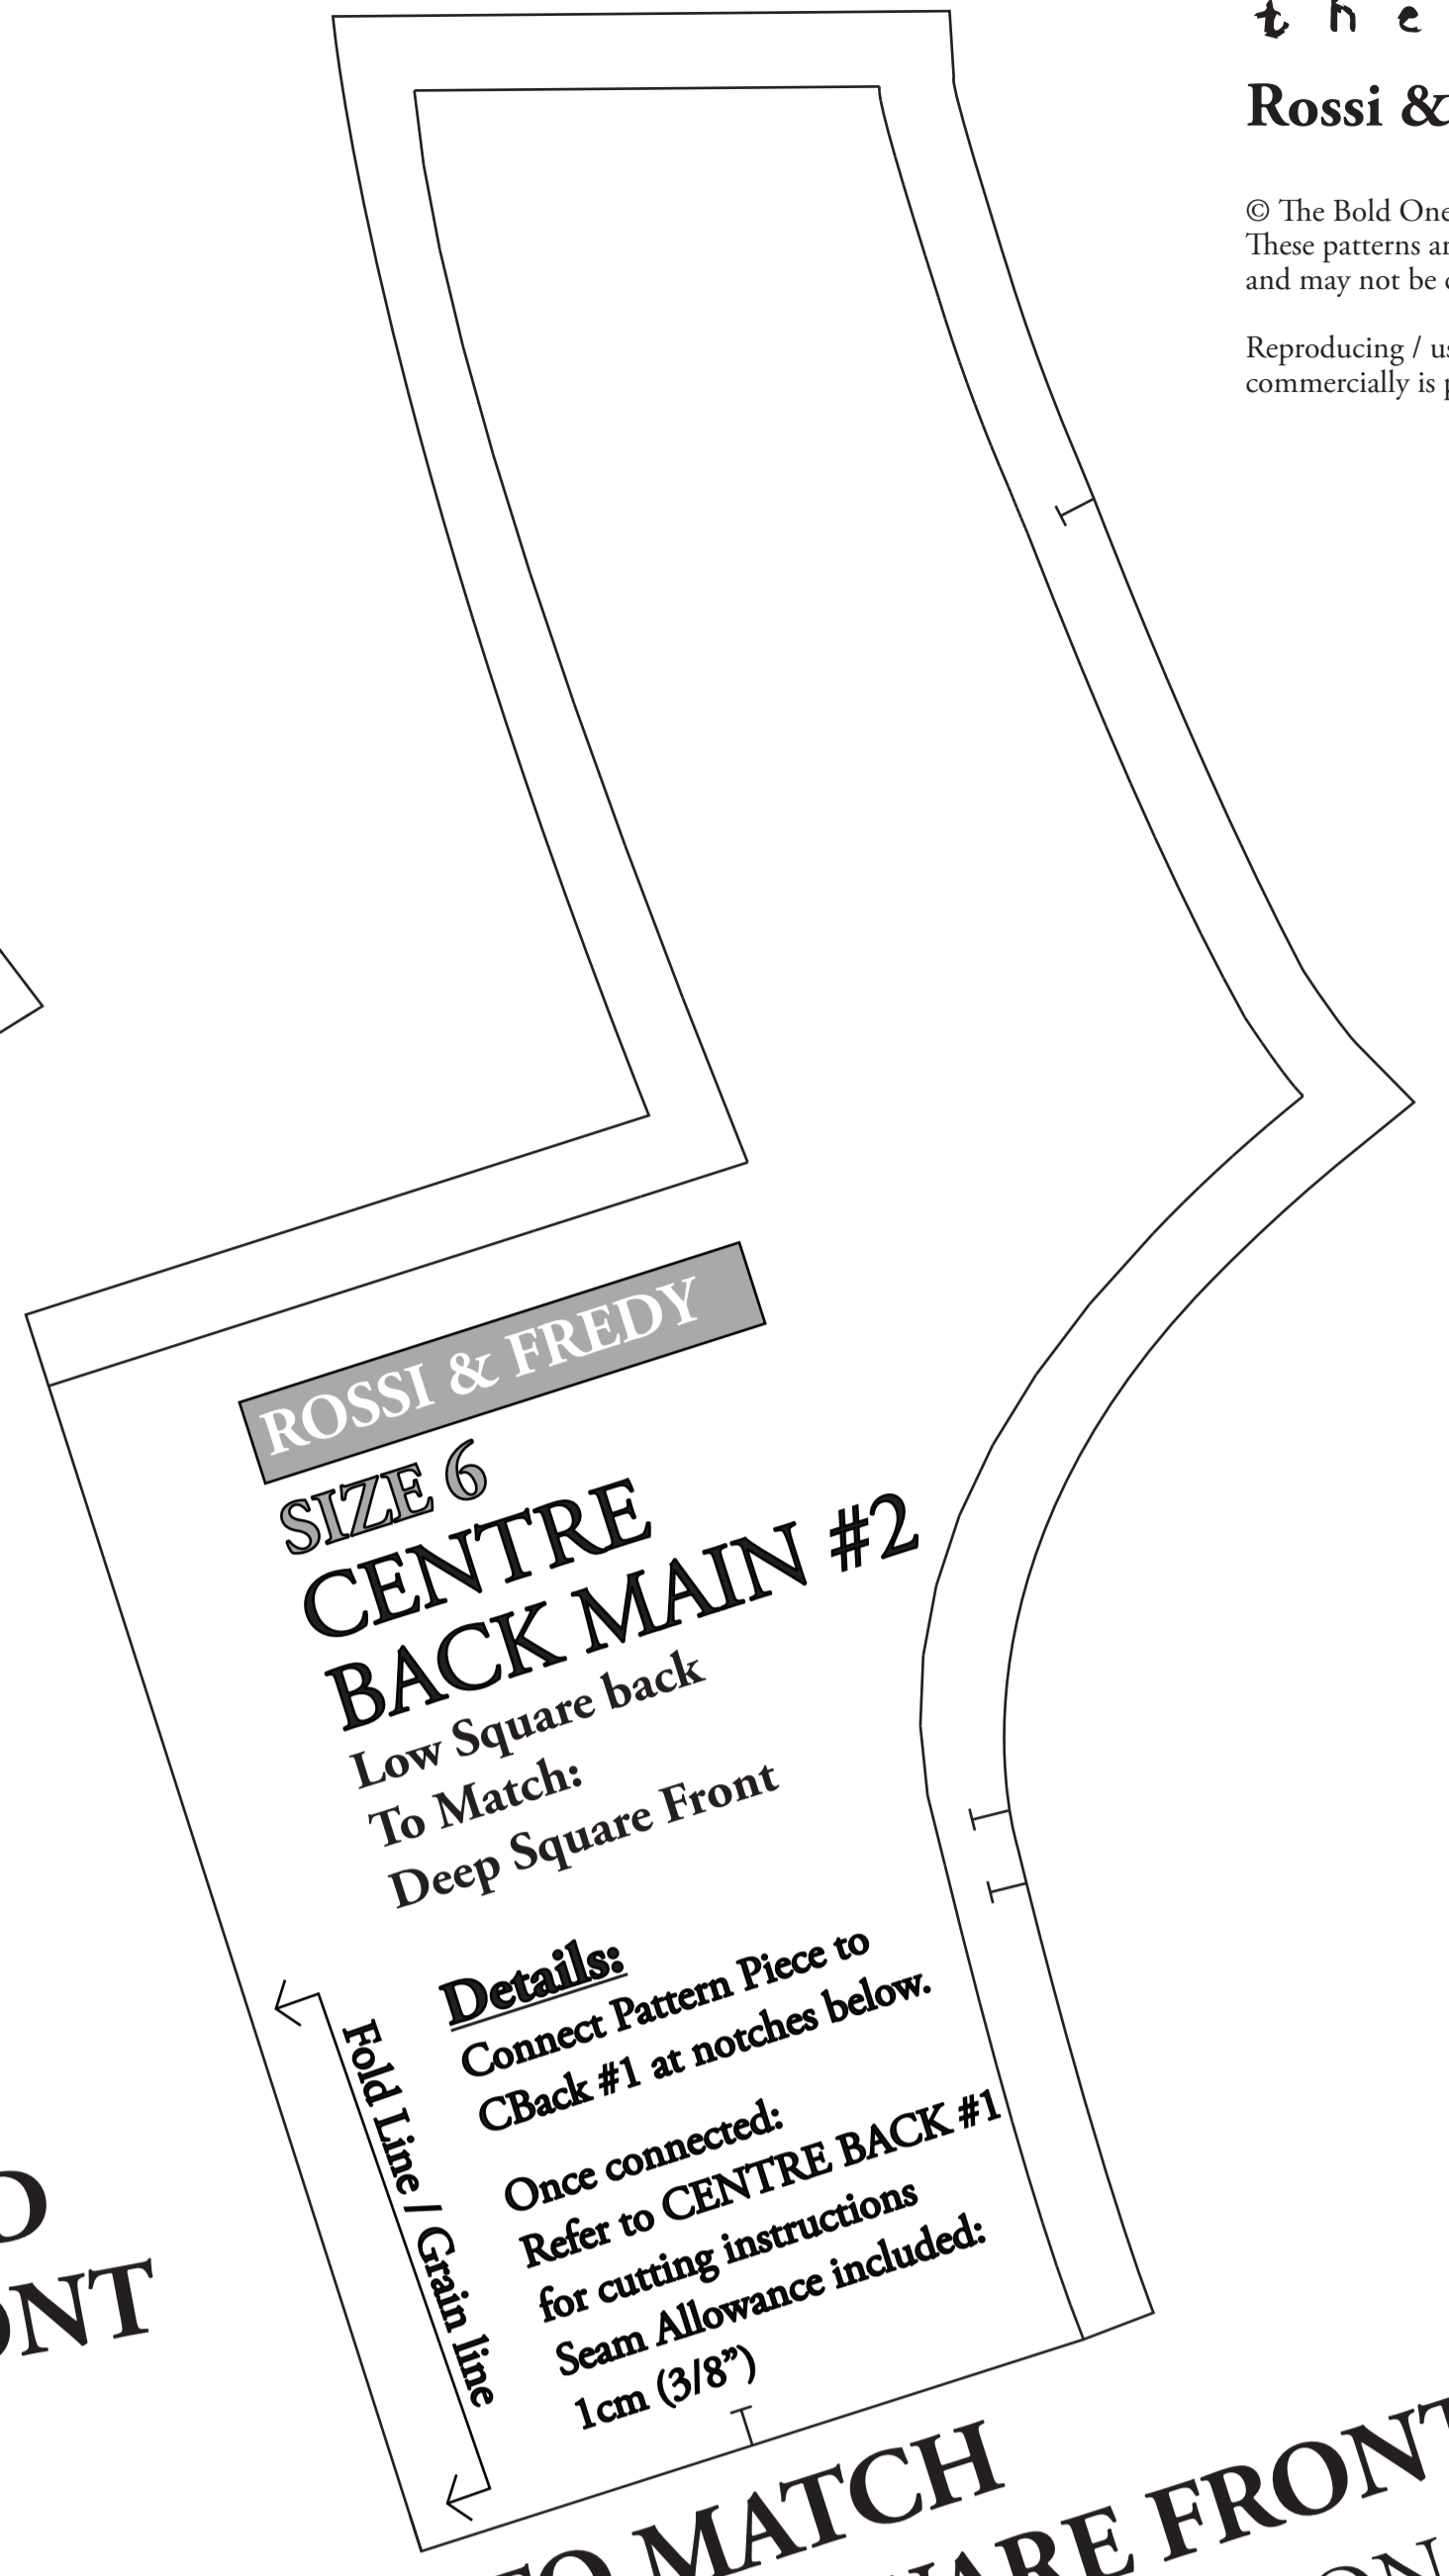 the
Rossi &
© The Bold One
These patterns ar
and may not be
Reproducing / us
commercially is
ROSSI & FREDY
SIZE 6
CENTRE
BACK MAIN #2
Low Square back
To Match:
Deep Square Front
Details:
Connect Pattern Piece to
CBack #1 at notches below.
Once connected:
Refer to CENTRE BACK #1
for cutting instructions
Seam Allowance included:
1cm (3/8”)
Fold Line / Grain line
O
ONT
TO MATCH
ARE FRONT
ON